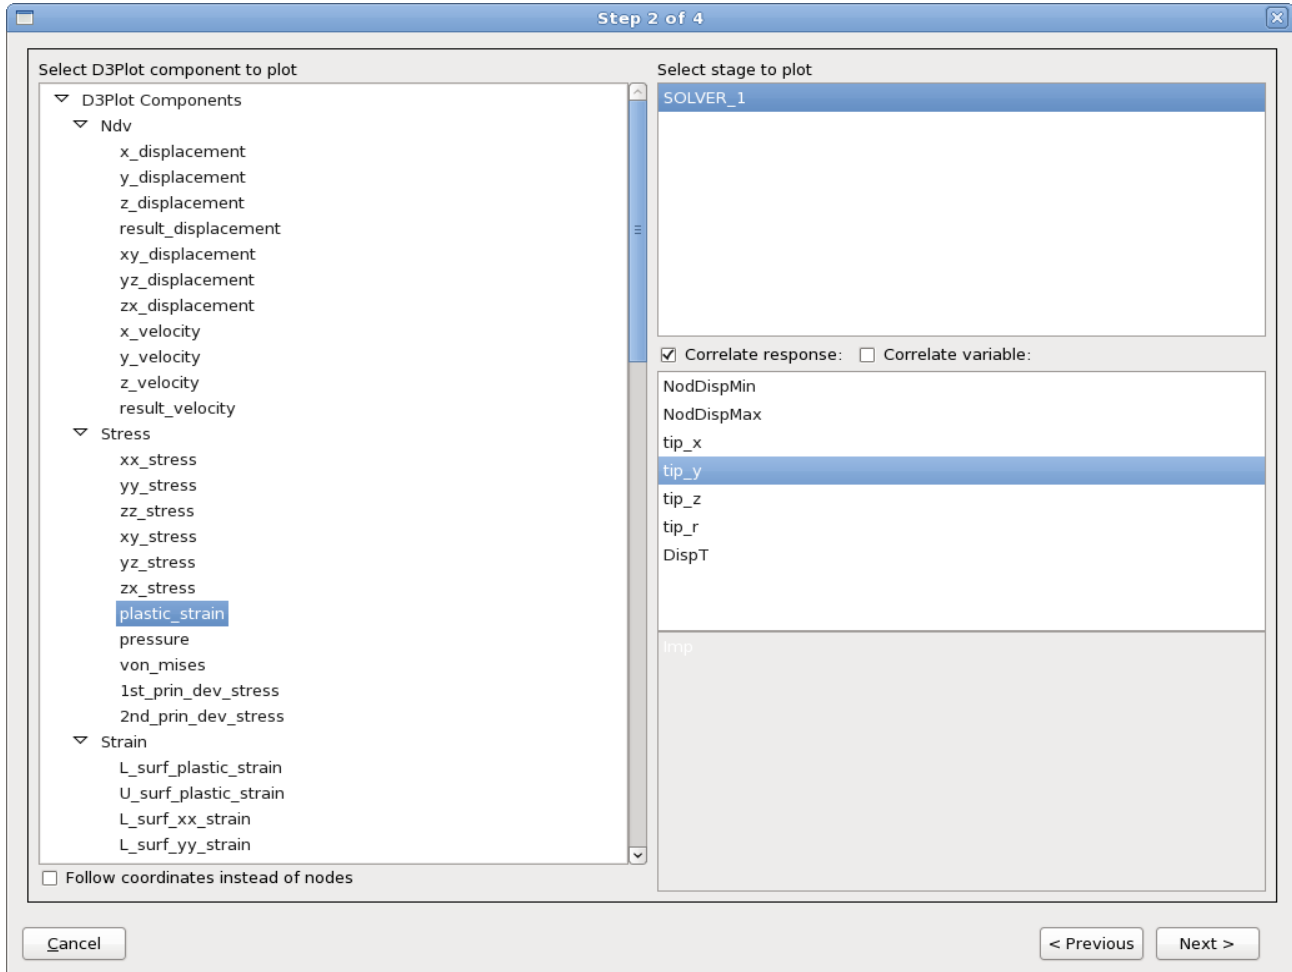 Step 2 of 4
Select D3Plot component to plot
D3Plot Components
Ndv
x_displacement
y_displacement
z_displacement
result_displacement
xy_displacement
yz_displacement
zx_displacement
x_velocity
y_velocity
z_velocity
result_velocity
Stress
xx_stress
yy_stress
zz_stress
xy_stress
yz_stress
zx_stress
plastic_strain
pressure
von_mises
1st_prin_dev_stress
2nd_prin_dev_stress
Strain
L_surf_plastic_strain
U_surf_plastic_strain
L_surf_xx_strain
L_surf_yy_strain
Follow coordinates instead of nodes
Select stage to plot
SOLVER_1
Correlate response: Correlate variable:
NodDispMin
NodDispMax
tip_x
tip_y
tip_z
tip_r
DispT
Imp
Cancel
< Previous
Next >